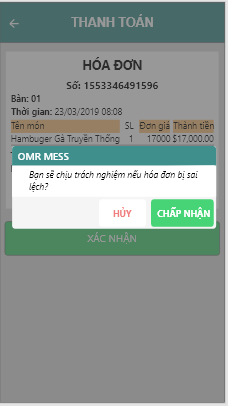 THANH TOÁN
HÓA ĐƠN
Số: 1553346491596
Bàn: 01
Thời gian: 23/03/2019 08:08
Tên món SL Đơn giá Thành tiền
Hambuger Gà Truyền Thống 1 17000 $17,000.00
OMR MESS
Bạn sẽ chịu trách nghiệm nếu hóa đơn bị sai
lệch?
HỦY CHẤP NHẬN
XÁC NHẬN